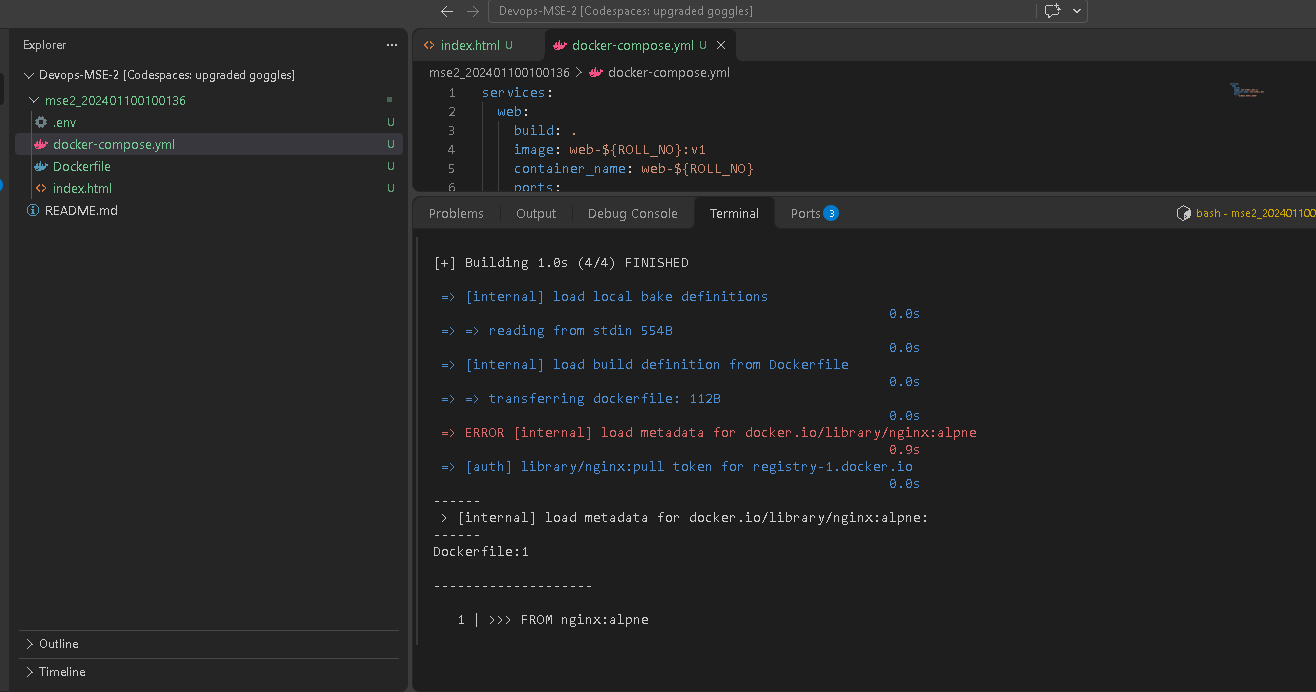 Devops-MSE-2 [Codespaces: upgraded goggles]
Explorer
Devops-MSE-2 [Codespaces: upgraded goggles]
mse2_202401100100136
.env U
docker-compose.yml U
Dockerfile U
index.html U
README.md
Outline
Timeline
index.html U docker-compose.yml U
mse2_202401100100136 > docker-compose.yml
1 services:
2 web:
3 build: .
4 image: web-${ROLL_NO}:v1
5 container_name: web-${ROLL_NO}
6 ports:
Problems Output Debug Console Terminal Ports 3 bash - mse2_202401100
[+] Building 1.0s (4/4) FINISHED
=> [internal] load local bake definitions
0.0s
=> => reading from stdin 554B
0.0s
=> [internal] load build definition from Dockerfile
0.0s
=> => transferring dockerfile: 112B
0.0s
=> ERROR [internal] load metadata for docker.io/library/nginx:alpne
0.9s
=> [auth] library/nginx:pull token for registry-1.docker.io
0.0s
------
> [internal] load metadata for docker.io/library/nginx:alpne:
------
Dockerfile:1
--------------------
1 | >>> FROM nginx:alpne